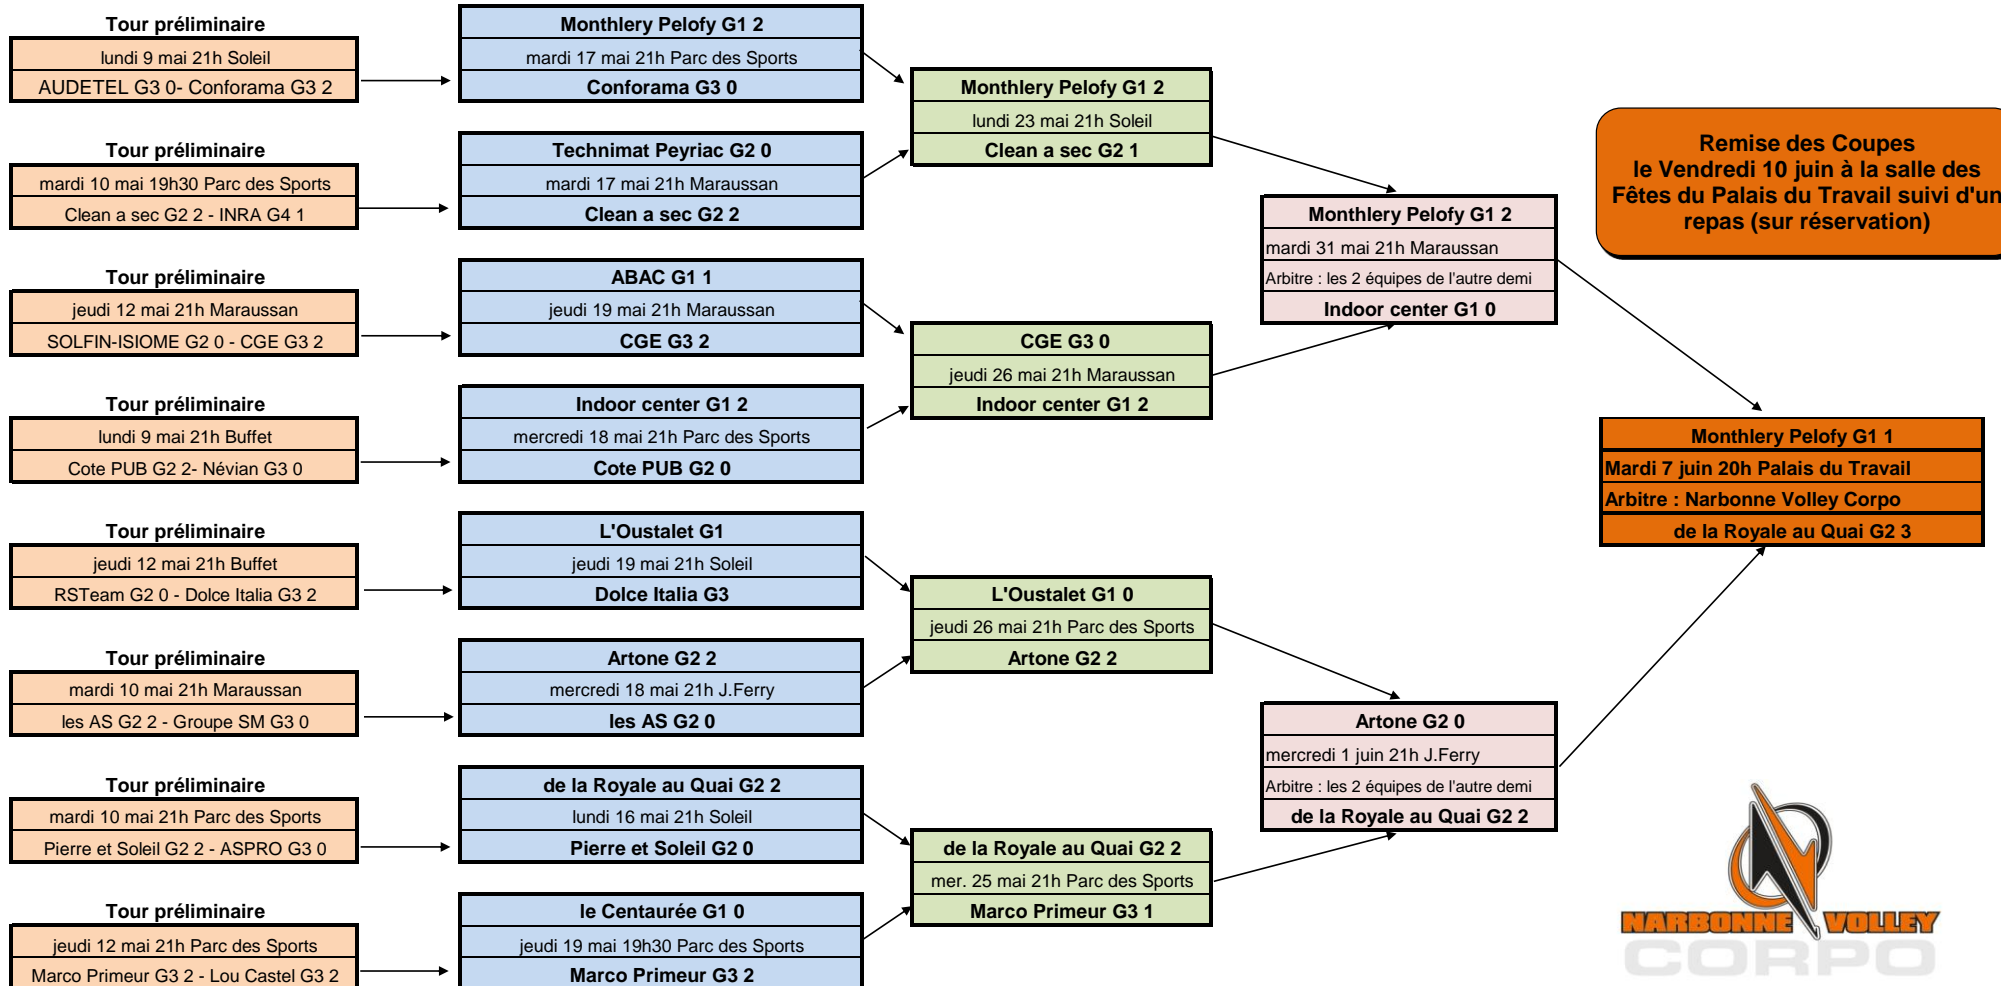 Tour préliminaire
lundi 9 mai 21h Soleil
AUDETEL G3 0- Conforama G3 2
Tour préliminaire
mardi 10 mai 19h30 Parc des Sports
Clean a sec G2 2 - INRA G4 1
Tour préliminaire
jeudi 12 mai 21h Maraussan
SOLFIN-ISIOME G2 0 - CGE G3 2
Tour préliminaire
lundi 9 mai 21h Buffet
Cote PUB G2 2- Névian G3 0
Tour préliminaire
jeudi 12 mai 21h Buffet
RSTeam G2 0 - Dolce Italia G3 2
Tour préliminaire
mardi 10 mai 21h Maraussan
les AS G2 2 - Groupe SM G3 0
Tour préliminaire
mardi 10 mai 21h Parc des Sports
Pierre et Soleil G2 2 - ASPRO G3 0
Tour préliminaire
jeudi 12 mai 21h Parc des Sports
Marco Primeur G3 2 - Lou Castel G3 2
Monthlery Pelofy G1 2
mardi 17 mai 21h Parc des Sports
Conforama G3 0
Technimat Peyriac G2 0
mardi 17 mai 21h Maraussan
Clean a sec G2 2
ABAC G1 1
jeudi 19 mai 21h Maraussan
CGE G3 2
Indoor center G1 2
mercredi 18 mai 21h Parc des Sports
Cote PUB G2 0
L'Oustalet G1
jeudi 19 mai 21h Soleil
Dolce Italia G3
Artone G2 2
mercredi 18 mai 21h J.Ferry
les AS G2 0
de la Royale au Quai G2 2
lundi 16 mai 21h Soleil
Pierre et Soleil G2 0
le Centaurée G1 0
jeudi 19 mai 19h30 Parc des Sports
Marco Primeur G3 2
Monthlery Pelofy G1 2
lundi 23 mai 21h Soleil
Clean a sec G2 1
CGE G3 0
jeudi 26 mai 21h Maraussan
Indoor center G1 2
L'Oustalet G1 0
jeudi 26 mai 21h Parc des Sports
Artone G2 2
de la Royale au Quai G2 2
mer. 25 mai 21h Parc des Sports
Marco Primeur G3 1
Monthlery Pelofy G1 2
mardi 31 mai 21h Maraussan
Arbitre : les 2 équipes de l'autre demi
Indoor center G1 0
Artone G2 0
mercredi 1 juin 21h J.Ferry
Arbitre : les 2 équipes de l'autre demi
de la Royale au Quai G2 2
Remise des Coupes
le Vendredi 10 juin à la salle des
Fêtes du Palais du Travail suivi d'un
repas (sur réservation)
Monthlery Pelofy G1 1
Mardi 7 juin 20h Palais du Travail
Arbitre : Narbonne Volley Corpo
de la Royale au Quai G2 3
NARBONNE VOLLEY
CORPO